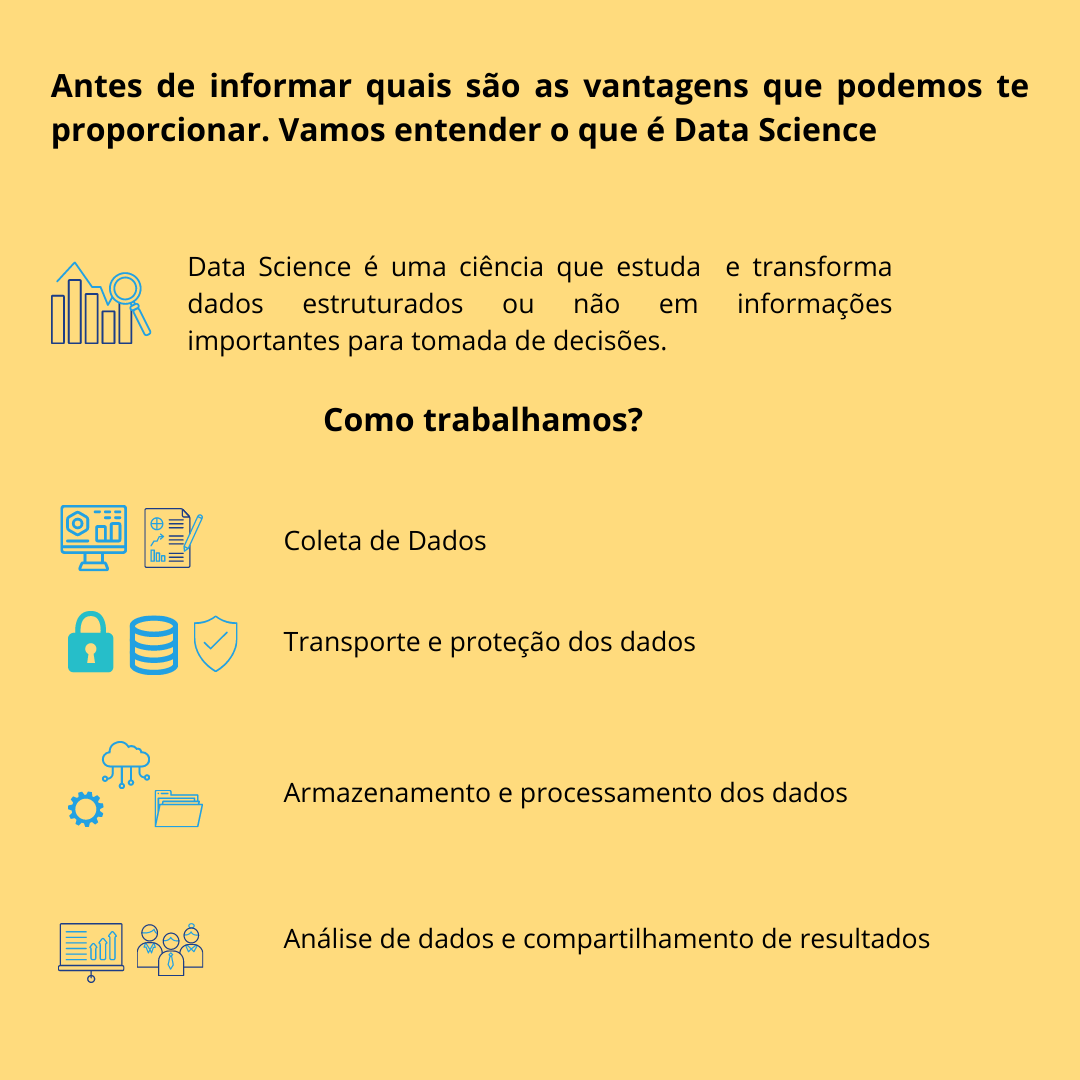 Antes de informar quais são as vantagens que podemos te
proporcionar. Vamos entender o que é Data Science
Data Science é uma ciência que estuda e transforma
dados estruturados ou não em informações
importantes para tomada de decisões.
Como trabalhamos?
Coleta de Dados
Transporte e proteção dos dados
Armazenamento e processamento dos dados
Análise de dados e compartilhamento de resultados